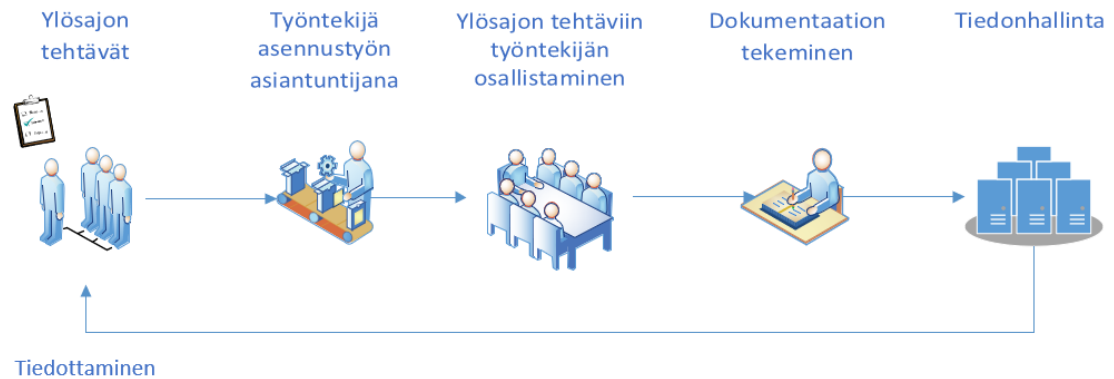 Ylösajon
tehtävät
Työntekijä
asennustyön
asiantuntijana
Ylösajon tehtäviin
työntekijän
osallistaminen
Dokumentaation
tekeminen
Tiedonhallinta
Tiedottaminen